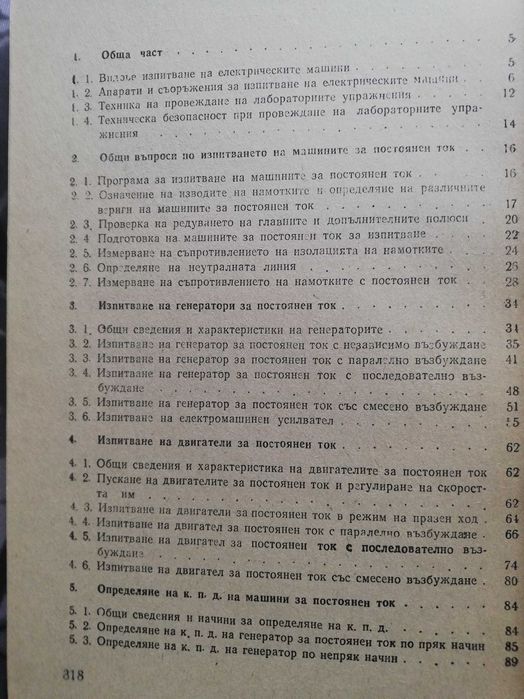 1. Обща част . . . . . 5
1. 1. Видове изпитване на електрическите машини . . . 5
1. 2. Апарати и съоръжения за изпитване на електрическите машини . . 6
1. 3. Техника на провеждане на лабораторните упражнения . . . 12
1. 4. Техническа безопасност при провеждане на лабораторните упра-
жнения . . . . . 14
2. Общи въпроси по изпитването на машините за постоянен ток . . 16
2. 1. Програма за изпитване на машините за постоянен ток . . . 16
2. 2. Означение на изводите на намотките и определяне на различните
вериги на машините за постоянен ток . . . . . 17
2. 3. Проверка на редуването на главните и допълнителните полюси . 20
2. 4. Подготовка на машините за постоянен ток за изпитване . . . 22
2. 5. Измерване на съпротивлението на изолацията на намотките . . 24
2. 6. Определяне на неутралната линия . . . . . 26
2. 7. Измерване на съпротивлението на намотките с постоянен ток . . 28
3. Изпитване на генератори за постоянен ток . . . . . 34
3. 1. Общи сведения и характеристики на генераторите . . . . 34
3. 2. Изпитване на генератор за постоянен ток с независимо възбуждане 35
3. 3. Изпитване на генератор за постоянен ток с паралелно възбуждане 41
3. 4. Изпитване на генератор за постоянен ток с последователно въз-
буждане . . . . . 48
3. 5. Изпитване на генератор за постоянен ток със смесено възбуждане 51
3. 6. Изпитване на електромашинен усилвател . . . . . 55
4. Изпитване на двигатели за постоянен ток . . . . . 62
4. 1. Общи сведения и характеристика на двигателите за постоянен ток 62
4. 2. Пускане на двигателите за постоянен ток и регулиране на скорост-
та им . . . . . 62
4. 3. Изпитване на двигатели за постоянен ток в режим на празен ход . 64
4. 4. Изпитване на двигател за постоянен ток с паралелно възбуждане . 66
4. 5. Изпитване на двигател за постоянен ток с последователно въз-
буждане . . . . . 74
4. 6. Изпитване на двигател за постоянен ток със смесено възбуждане . 80
5. Определяне на к. п. д. на машини за постоянен ток . . . . . 84
5. 1. Общи сведения и начини за определяне на к. п. д. . . . . 84
5. 2. Определяне на к. п. д. на генератор за постоянен ток по пряк начин 85
5. 3. Определяне на к. п. д. на генератор по непряк начин . . . 89
318